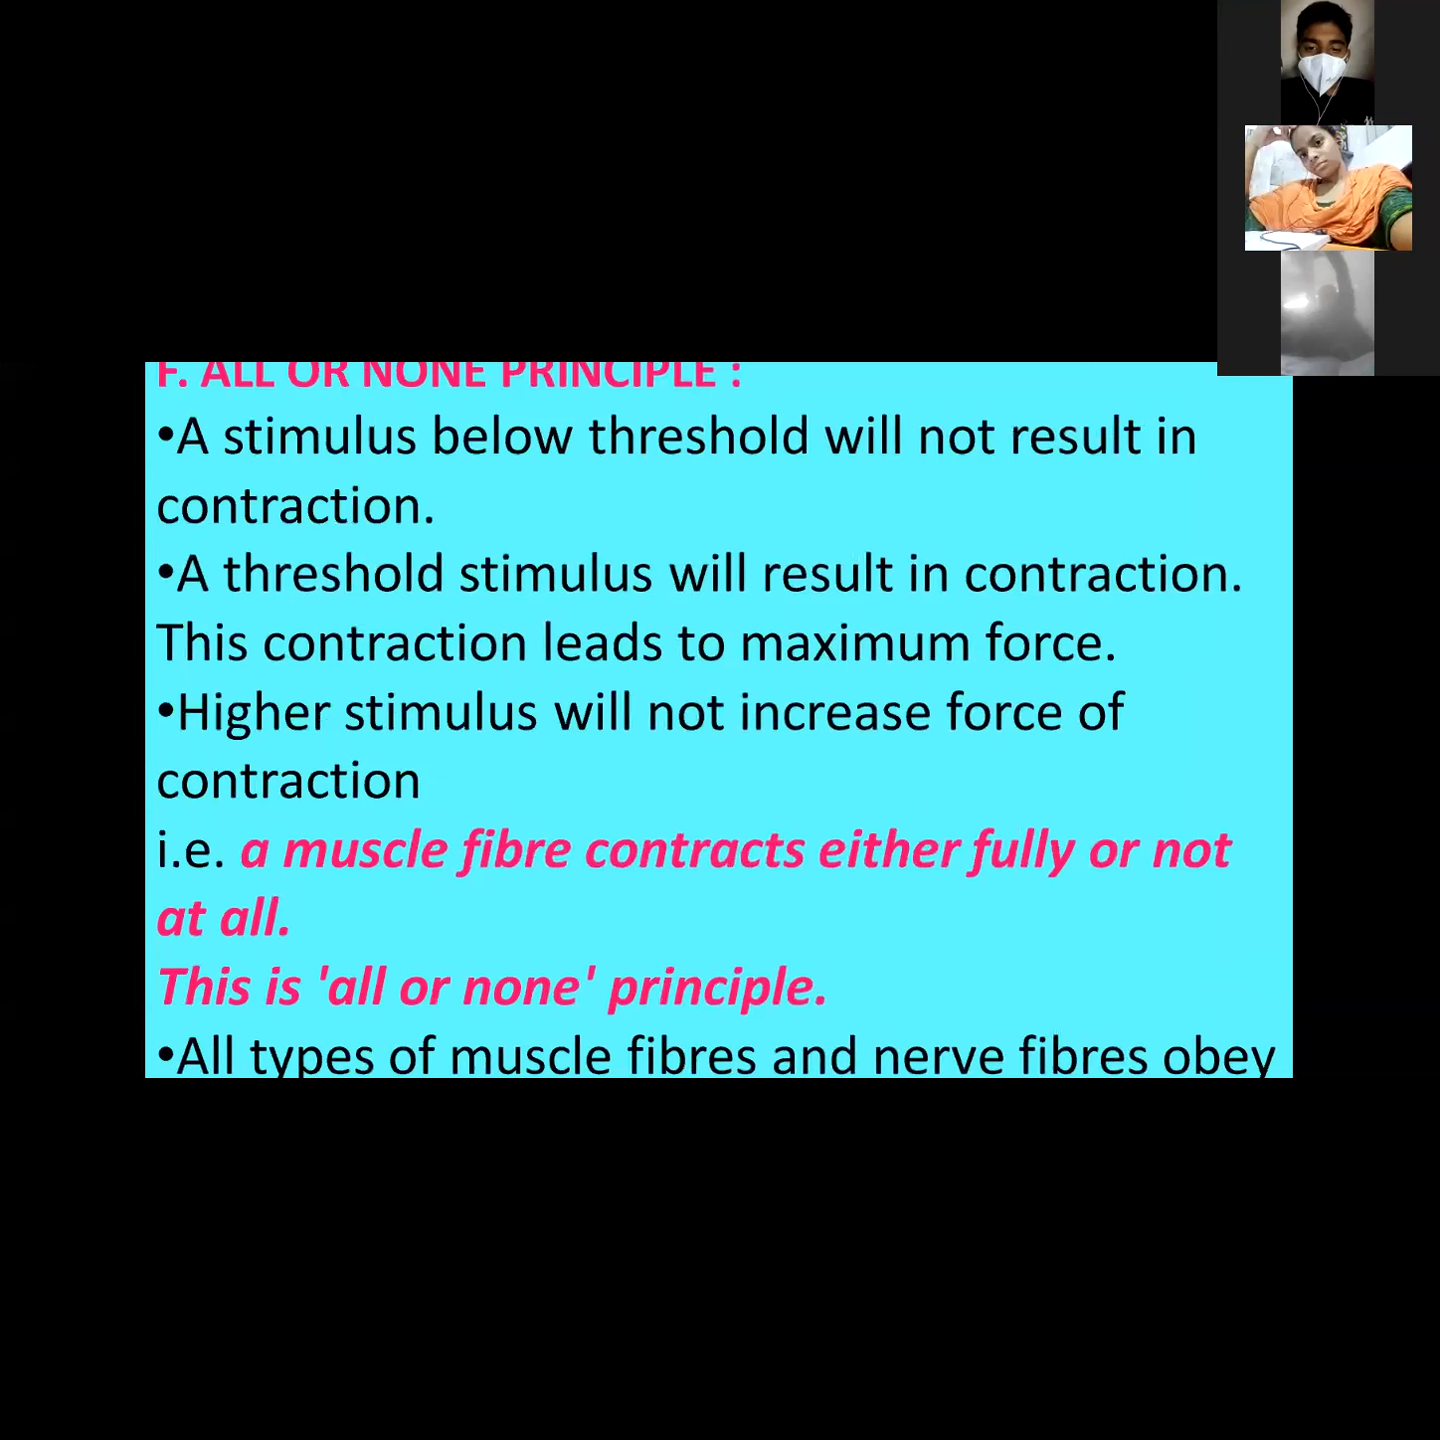 F. ALL OR NONE PRINCIPLE :
•A stimulus below threshold will not result in
contraction.
•A threshold stimulus will result in contraction.
This contraction leads to maximum force.
•Higher stimulus will not increase force of
contraction
i.e. a muscle fibre contracts either fully or not
at all.
This is 'all or none' principle.
•All types of muscle fibres and nerve fibres obey